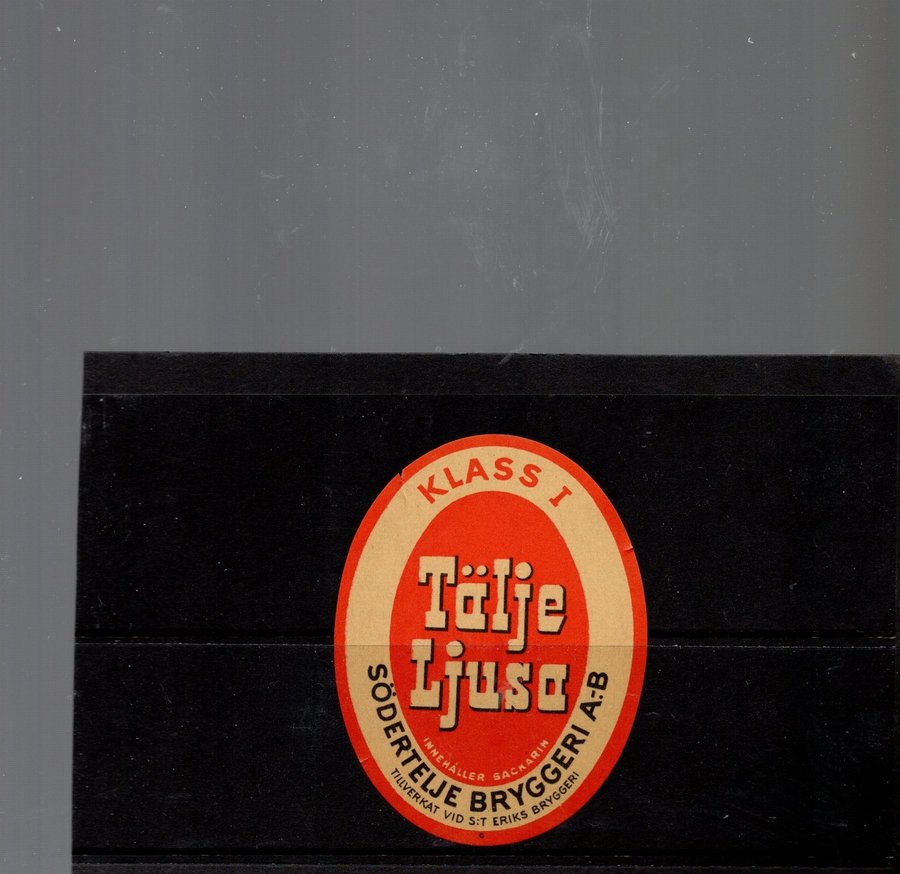 KLASS I
Tälje
Ljusa
INNEHÅLLER SACKARIN
SÖDERTELJE BRYGGERI A.-B
TILLVERKAT VID S:T ERIKS BRYGGERI